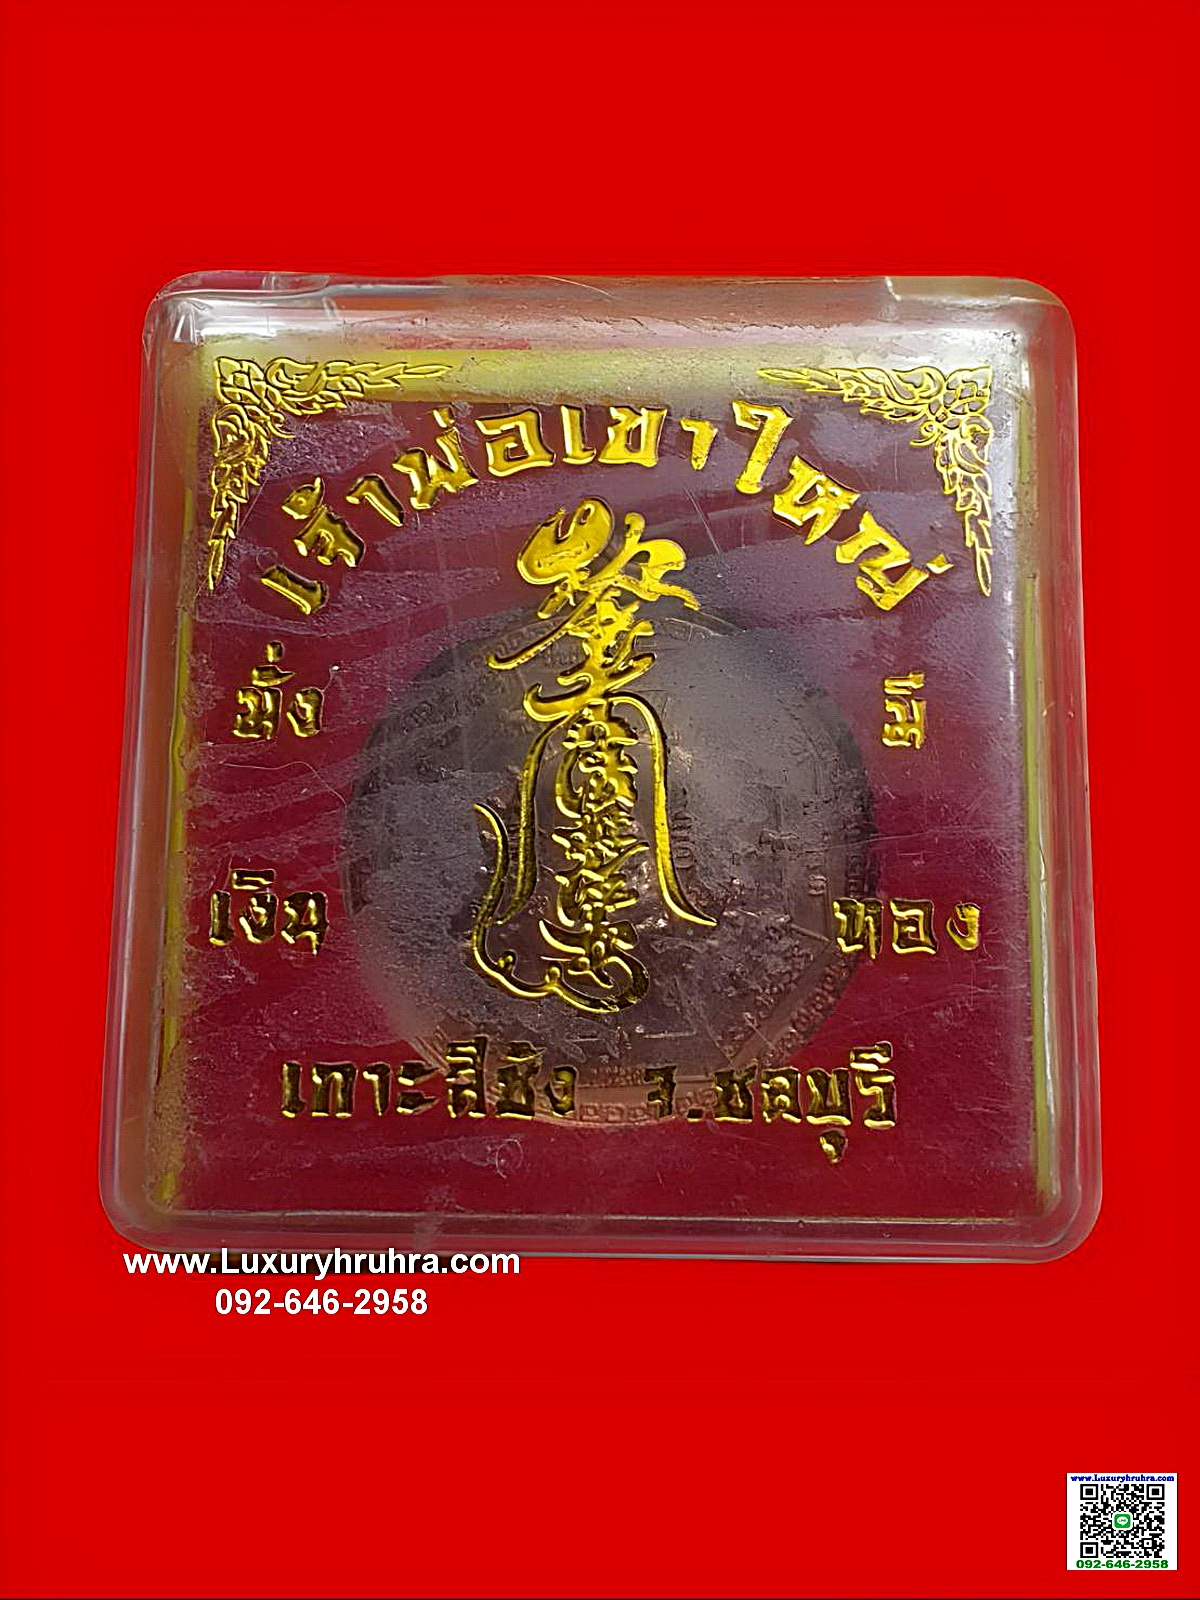 เจ้าพ่อเขาใหญ่
มั่ง มี
เงิน ทอง
เกาะสีชัง จ.ชลบุรี
www.Luxuryhruhra.com
092-646-2958
www.Luxuryhruhra.com
092-646-2958